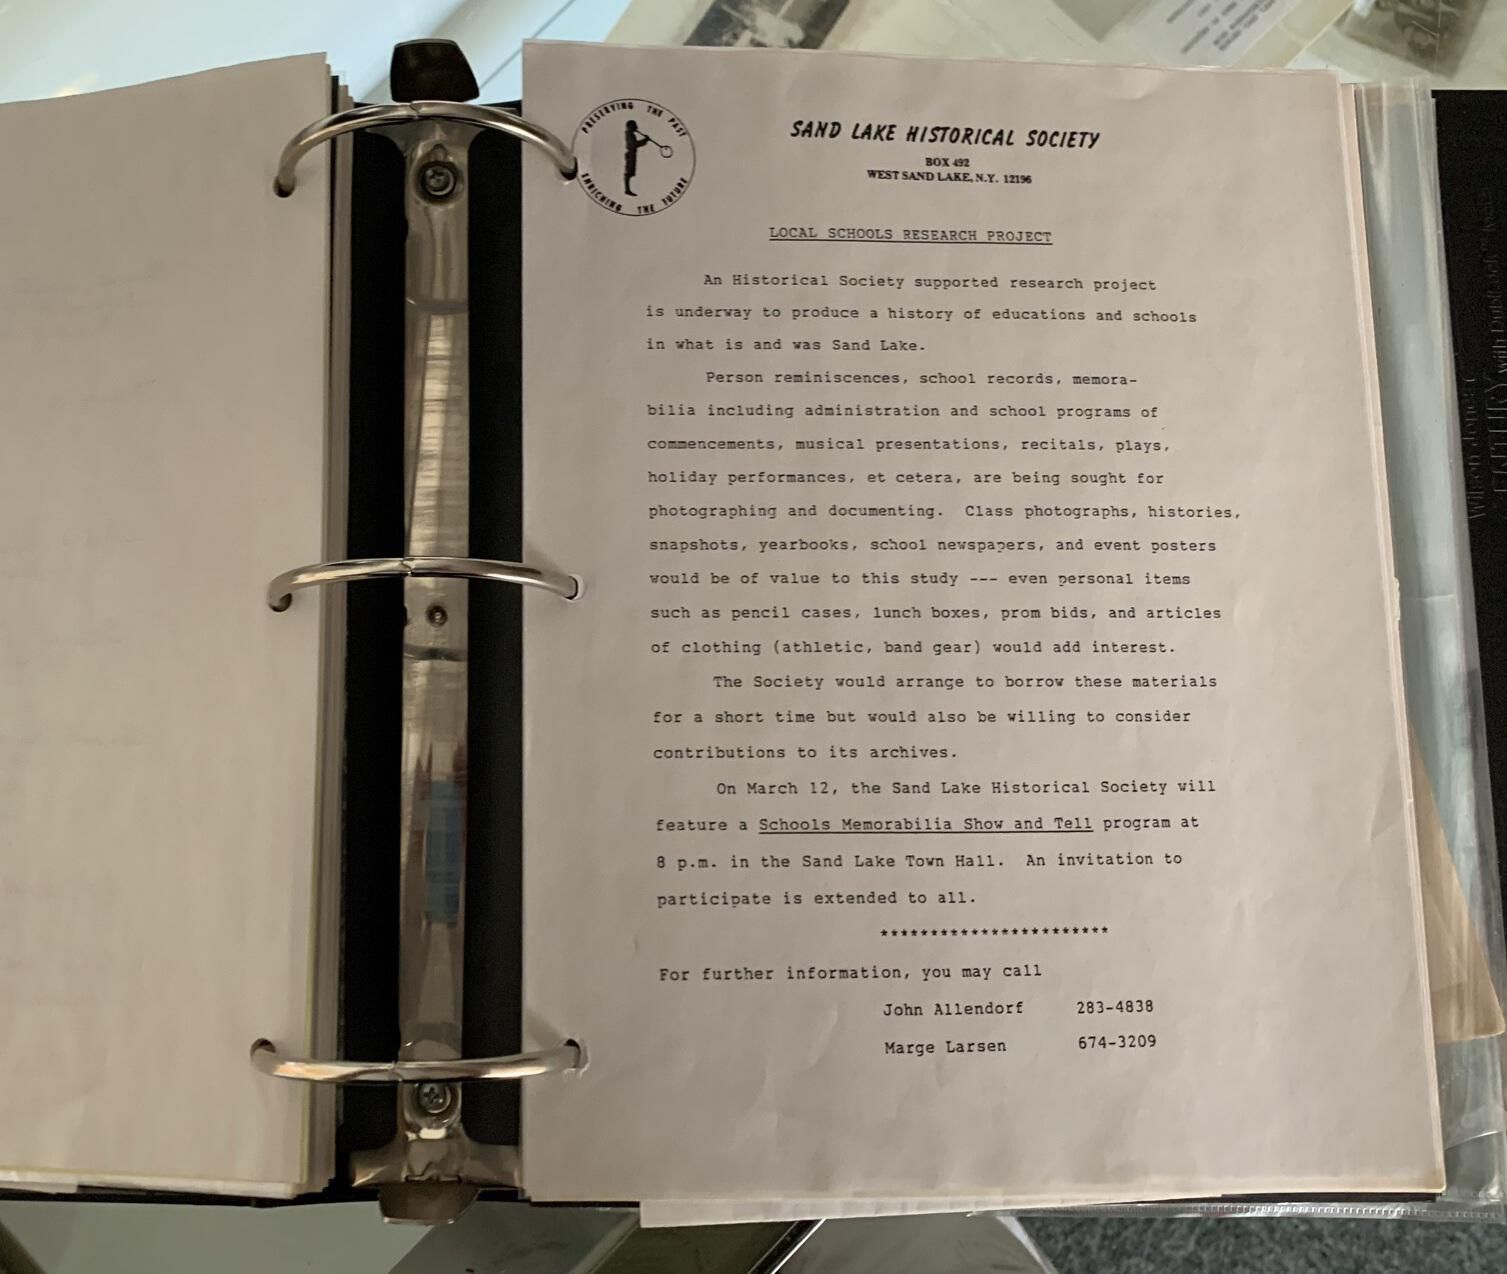 PRESERVING THE PAST
ENRICHING THE FUTURE
SAND LAKE HISTORICAL SOCIETY
BOX 492
WEST SAND LAKE, N.Y. 12196
LOCAL SCHOOLS RESEARCH PROJECT
An Historical Society supported research project
is underway to produce a history of educations and schools
in what is and was Sand Lake.
Person reminiscences, school records, memora-
bilia including administration and school programs of
commencements, musical presentations, recitals, plays,
holiday performances, et cetera, are being sought for
photographing and documenting. Class photographs, histories,
snapshots, yearbooks, school newspapers, and event posters
would be of value to this study --- even personal items
such as pencil cases, lunch boxes, prom bids, and articles
of clothing (athletic, band gear) would add interest.
The Society would arrange to borrow these materials
for a short time but would also be willing to consider
contributions to its archives.
On March 12, the Sand Lake Historical Society will
feature a Schools Memorabilia Show and Tell program at
8 p.m. in the Sand Lake Town Hall. An invitation to
participate is extended to all.
***********************
For further information, you may call
John Allendorf 283-4838
Marge Larsen 674-3209
Wilson Jones